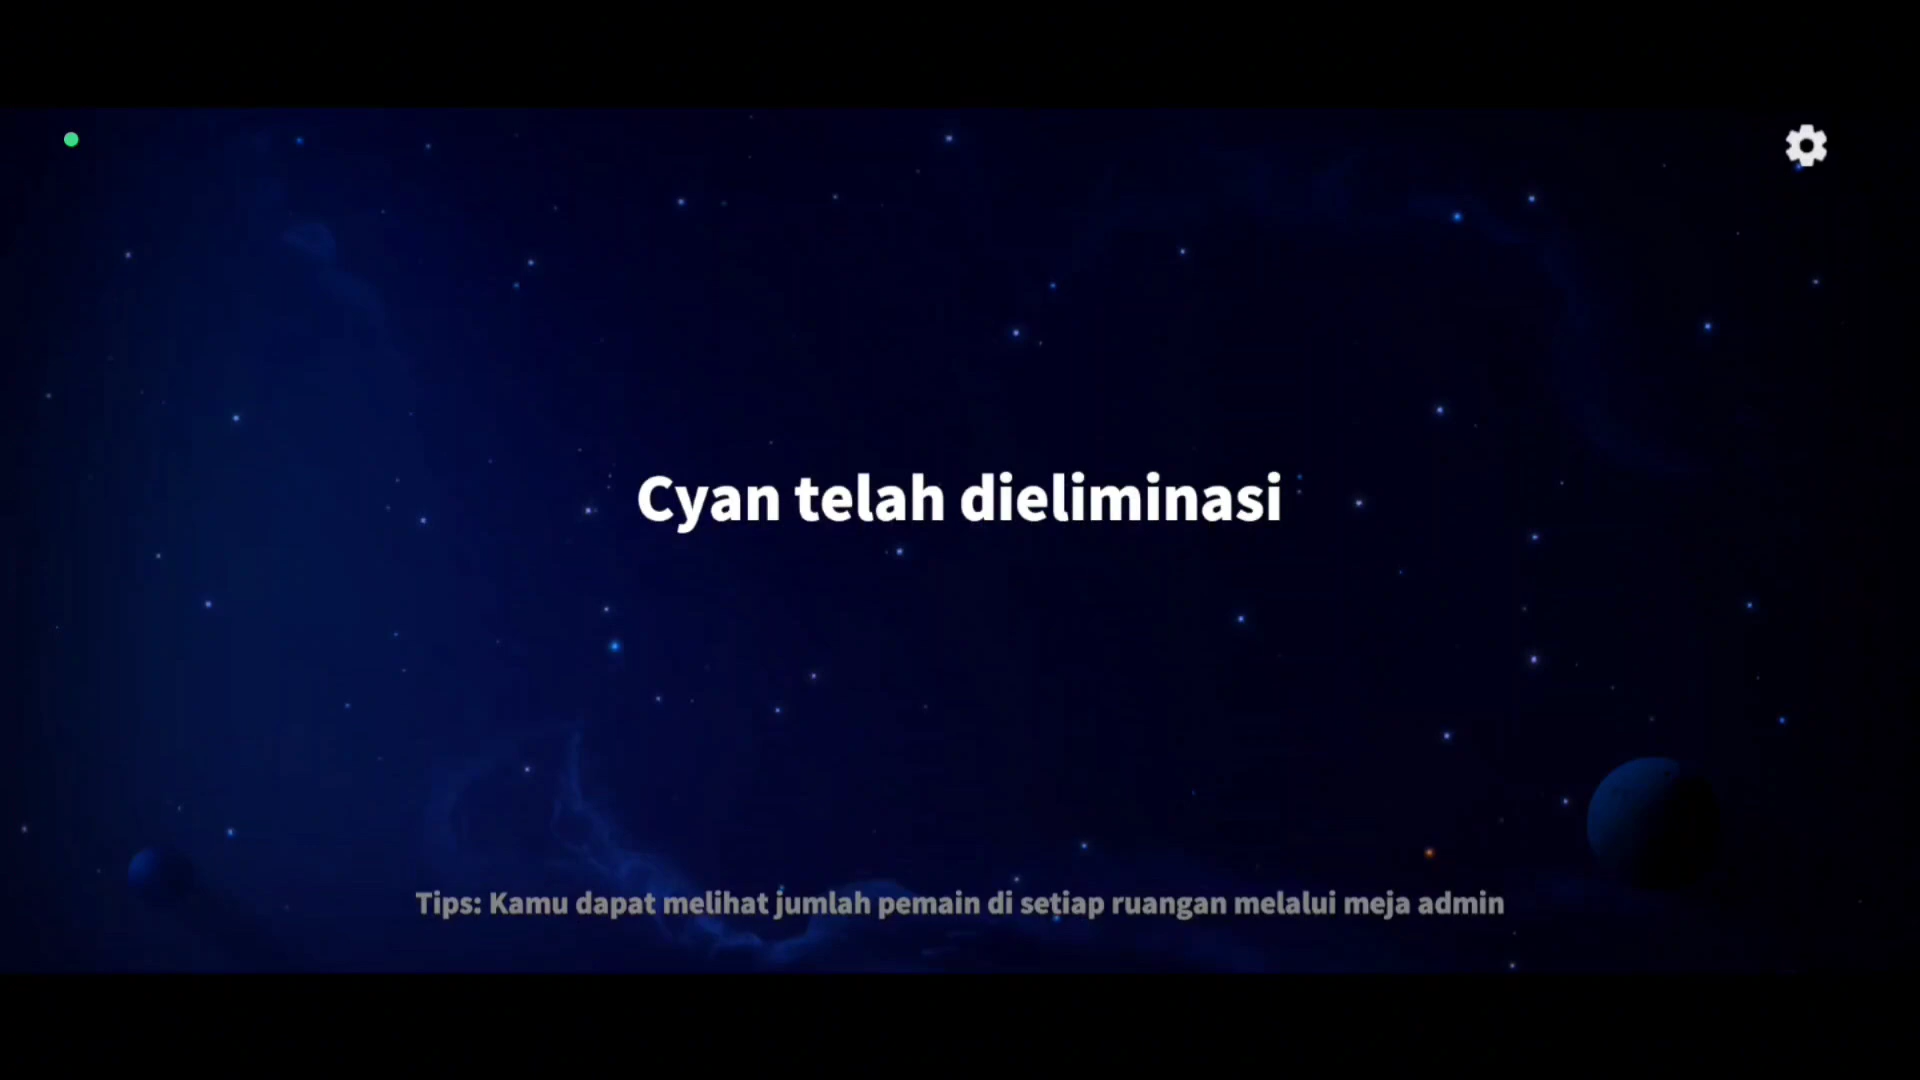 Cyan telah dieliminasi
Tips: Kamu dapat melihat jumlah pemain di setiap ruangan melalui meja admin